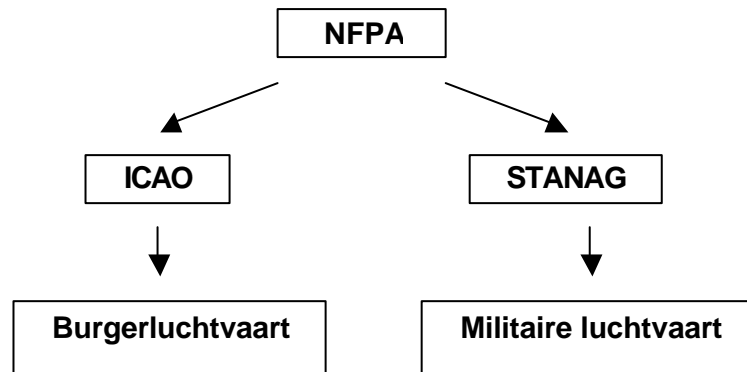 NFPA
ICAO
STANAG
Burgerluchtvaart
Militaire luchtvaart